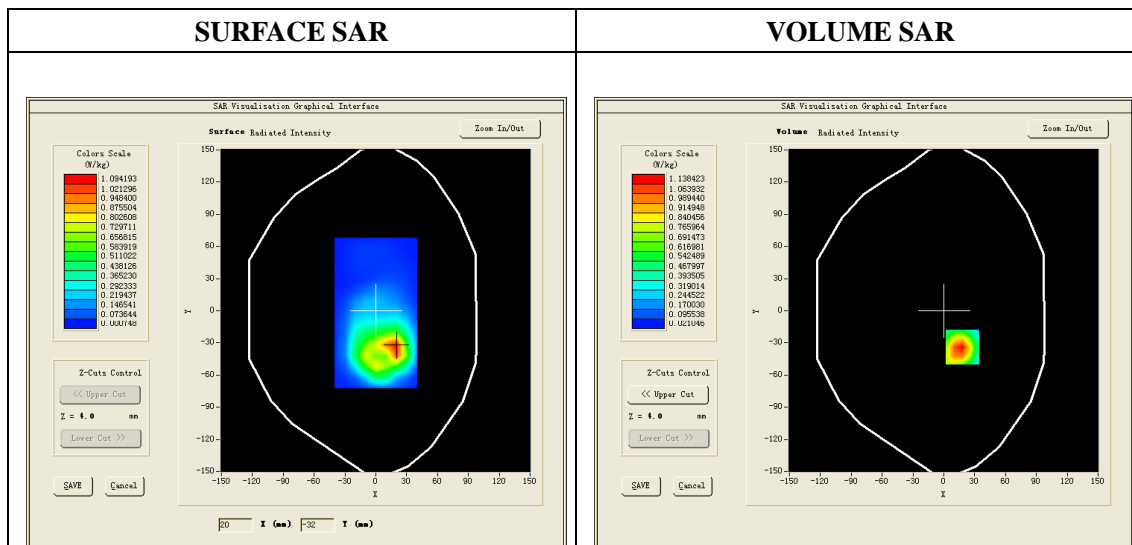 SURFACE SAR
VOLUME SAR
SAR Visualisation Graphical Interface
Surface Radiated Intensity
Zoom In/Out
Colors Scale
(W/kg)
1.094193
1.021296
0.948400
0.875504
0.802608
0.729711
0.656815
0.583919
0.511022
0.438126
0.365230
0.292333
0.219437
0.146541
0.073644
0.000748
150
120
90
60
30
0
-30
-60
-90
-120
-150
Y
-150 -120 -90 -60 -30 0 30 60 90 120 150
X
Z-Cuts Control
<< Upper Cut
Z = 4.0 mm
Lower Cut >>
SAVE
Cancel
20 X (mm) -32 Y (mm)
SAR Visualisation Graphical Interface
Volume Radiated Intensity
Zoom In/Out
Colors Scale
(W/kg)
1.138423
1.063932
0.989440
0.914948
0.840456
0.765964
0.691473
0.616981
0.542489
0.467997
0.393505
0.319014
0.244522
0.170030
0.095538
0.021046
150
120
90
60
30
0
-30
-60
-90
-120
-150
Y
-150 -120 -90 -60 -30 0 30 60 90 120 150
X
Z-Cuts Control
<< Upper Cut
Z = 4.0 mm
Lower Cut >>
SAVE
Cancel